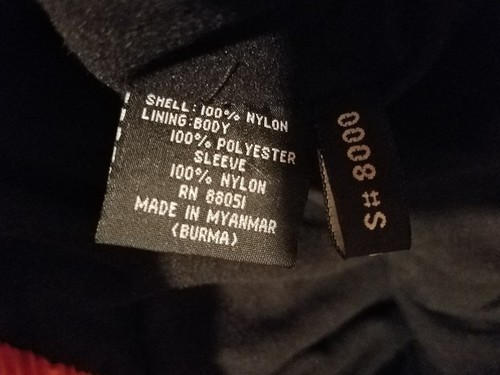 SHELL: 100% NYLON
LINING: BODY
100% POLYESTER
SLEEVE
100% NYLON
RN 88051
MADE IN MYANMAR
(BURMA)
S# 8000